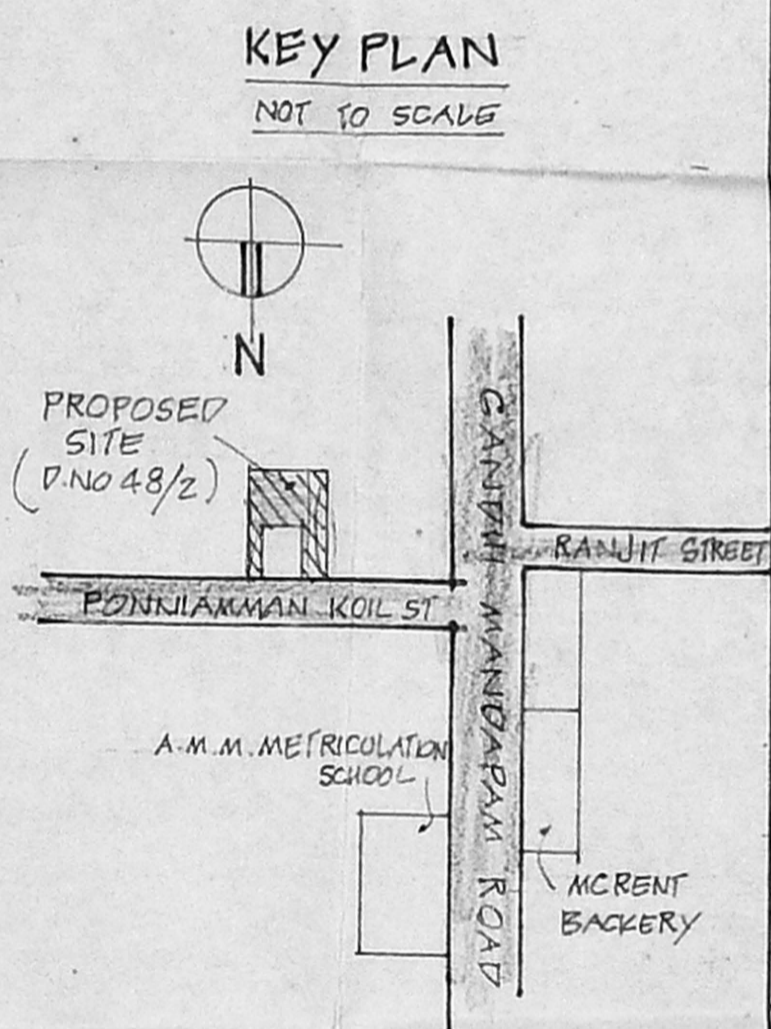 KEY PLAN
NOT TO SCALE
N
PROPOSED
SITE
(D.NO 48/2)
GANDHI MANDAPAM ROAD
RANJIT STREET
PONNIAMMAN KOIL ST
A.M.M. METRICULATION
SCHOOL
MCRENT
BACKERY